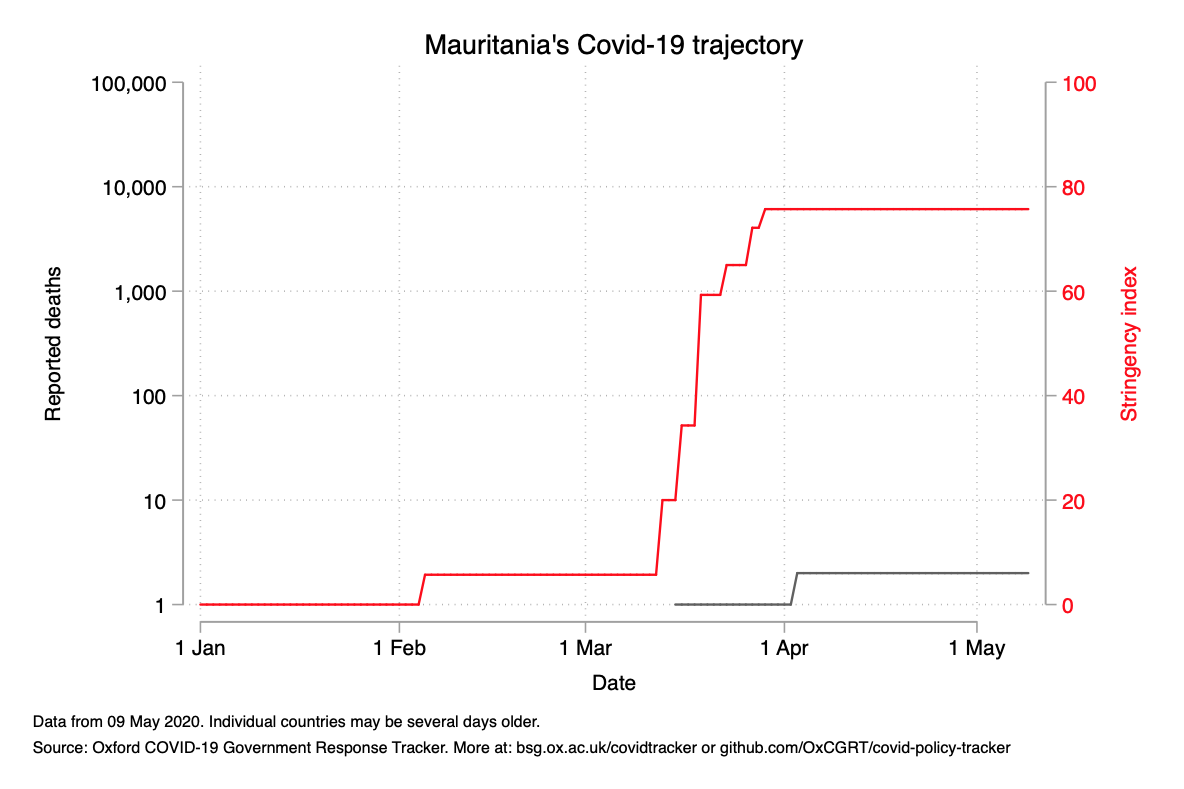 Mauritania's Covid-19 trajectory
100,000
10,000
1,000
100
10
1
Reported deaths
100
80
60
40
20
0
Stringency index
1 Jan
1 Feb
1 Mar
1 Apr
1 May
Date
Data from 09 May 2020. Individual countries may be several days older.
Source: Oxford COVID-19 Government Response Tracker. More at: bsg.ox.ac.uk/covidtracker or github.com/OxCGRT/covid-policy-tracker